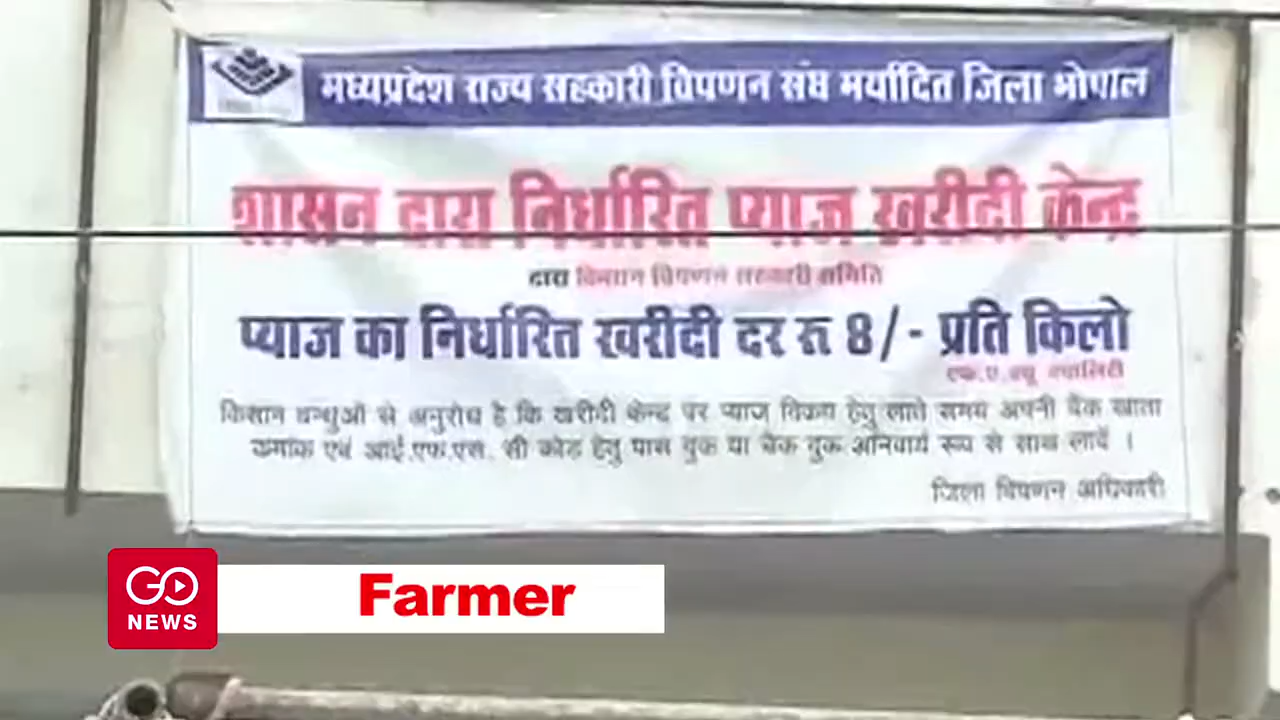 मध्यप्रदेश राज्य सहकारी विपणन संघ मर्यादित जिला भोपाल
शासन द्वारा निर्धारित प्याज खरीदी केन्द्र
द्वारा विपणन सहकारी समिति
प्याज का निर्धारित खरीदी दर रू 8/- प्रति किलो
एफ.ए.क्यू क्वालिटी
किसान बन्धुओं से अनुरोध है कि खरीदी केन्द्र पर प्याज विक्रय हेतु लाते समय अपनी बैंक खाता
क्रमांक एवं आई.एफ.एस. सी कोड हेतु पास बुक या चेक बुक अनिवार्य रूप से साथ लावें ।
जिला विपणन अधिकारी
GO
NEWS
Farmer